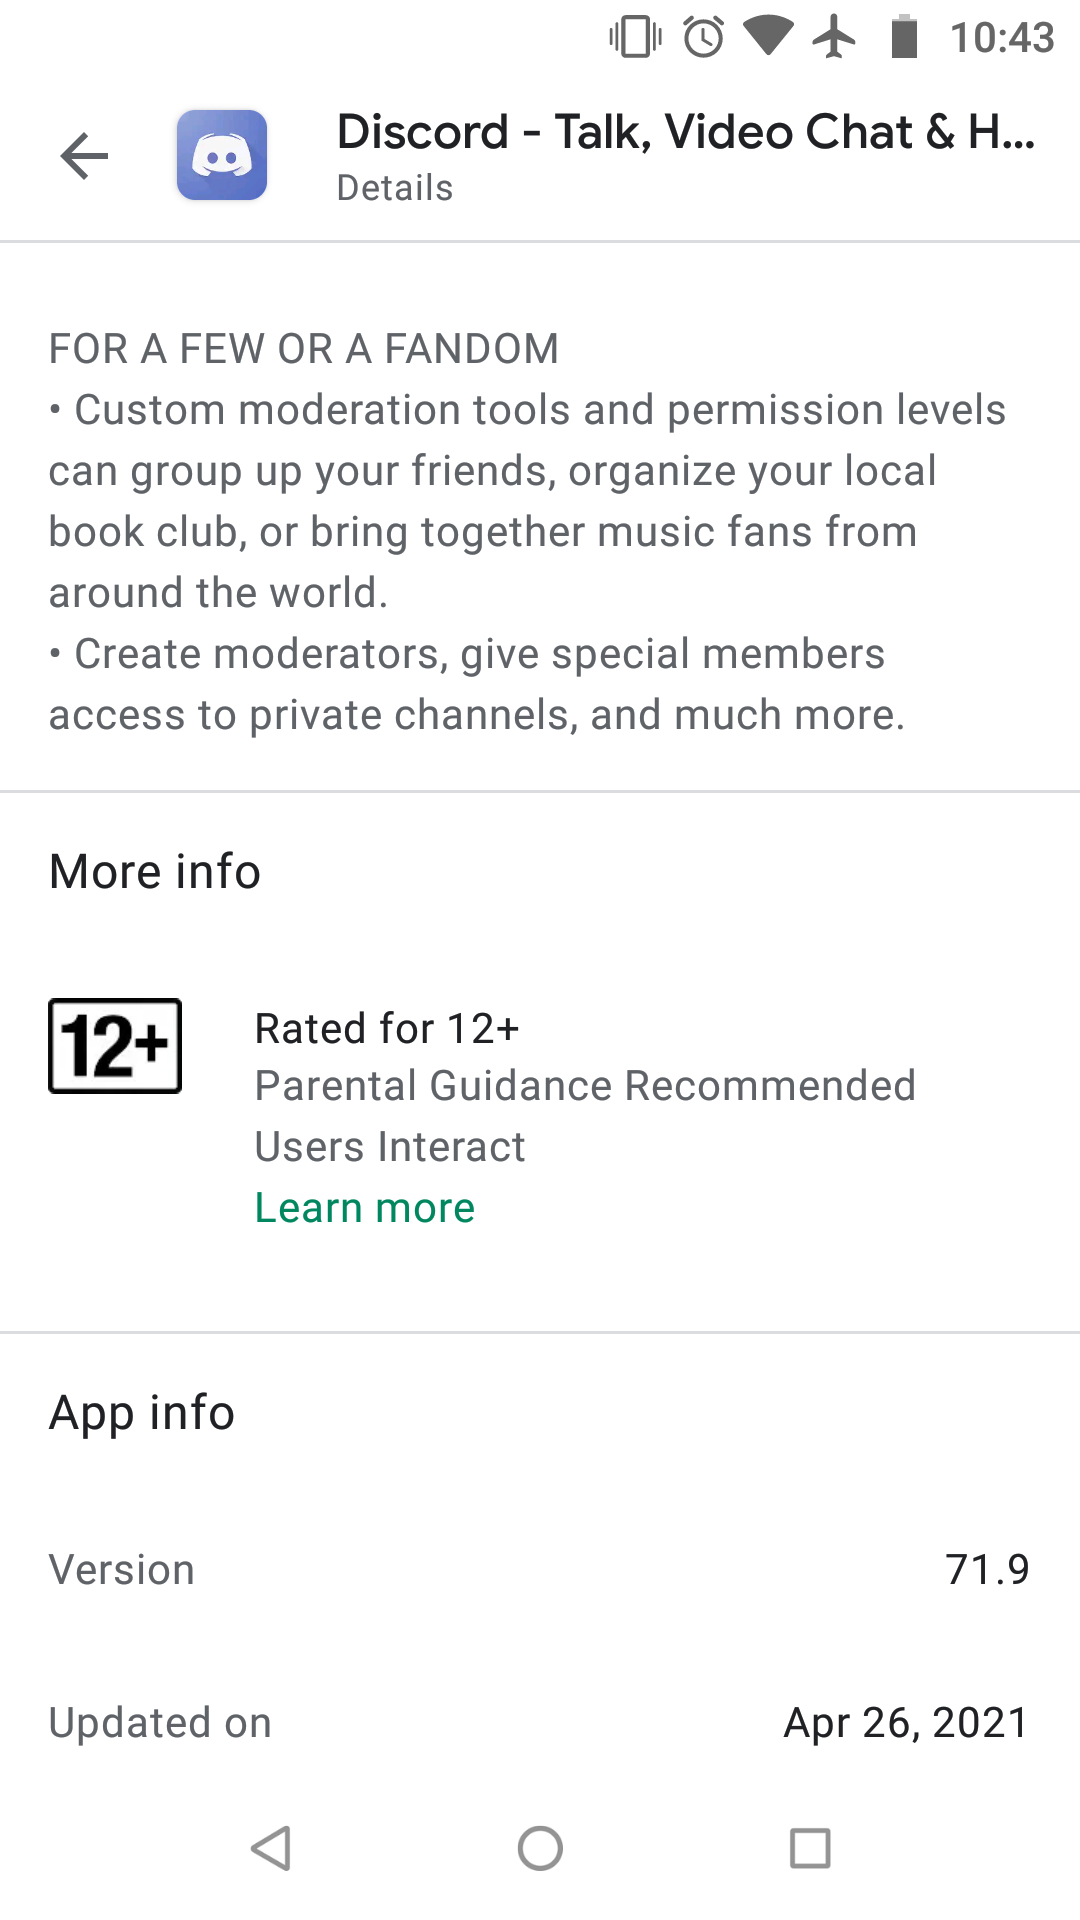 10:43
Discord - Talk, Video Chat & H...
Details
FOR A FEW OR A FANDOM
• Custom moderation tools and permission levels
can group up your friends, organize your local
book club, or bring together music fans from
around the world.
• Create moderators, give special members
access to private channels, and much more.
More info
12+
Rated for 12+
Parental Guidance Recommended
Users Interact
Learn more
App info
Version 71.9
Updated on Apr 26, 2021